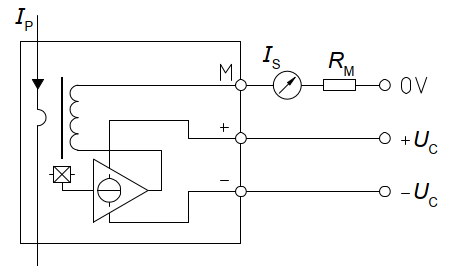 I_P
M I_S R_M 0V
+ +U_C
− −U_C